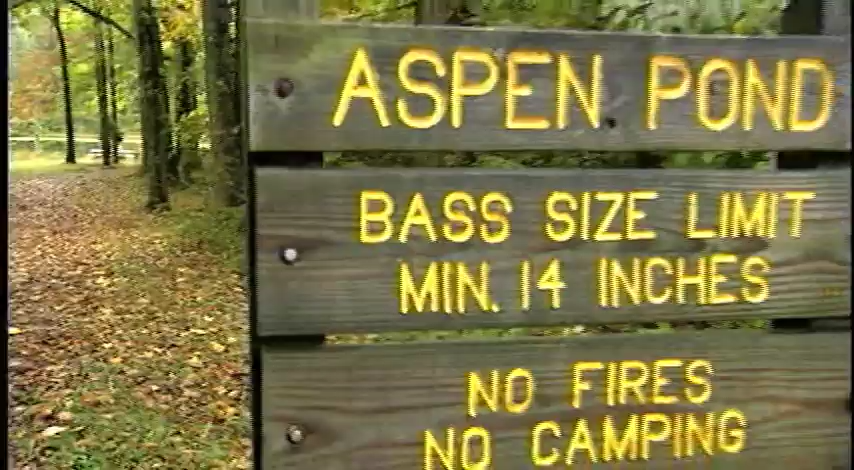 ASPEN POND
BASS SIZE LIMIT
MIN. 14 INCHES
NO FIRES
NO CAMPING